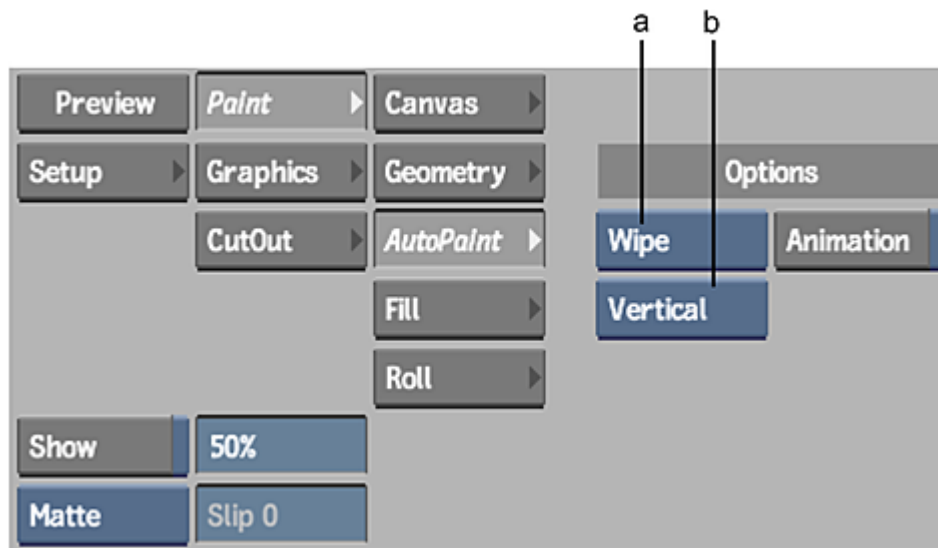 a b
Preview Paint Canvas
Setup Graphics Geometry Options
CutOut AutoPaint Wipe Animation
Fill Vertical
Roll
Show 50%
Matte Slip 0